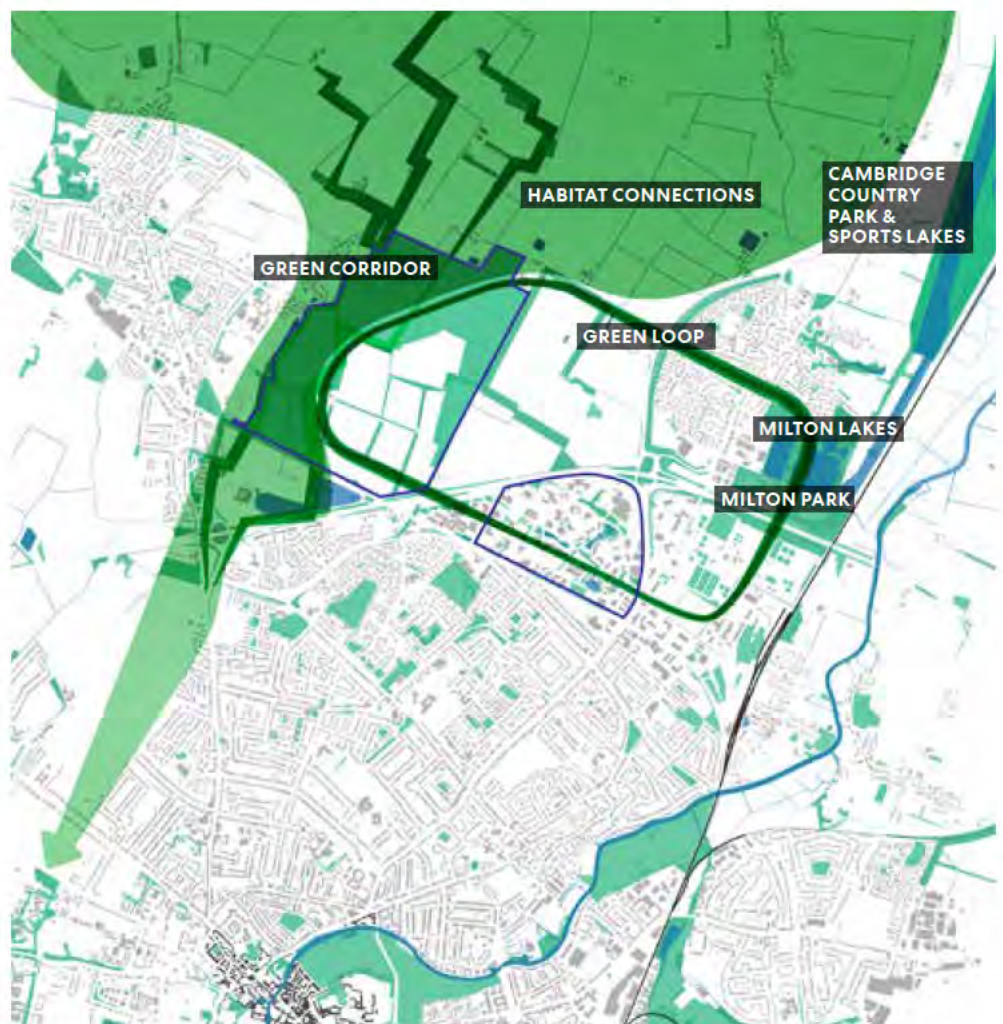 CAMBRIDGE
COUNTRY
PARK &
SPORTS LAKES
HABITAT CONNECTIONS
GREEN CORRIDOR
GREEN LOOP
MILTON LAKES
MILTON PARK